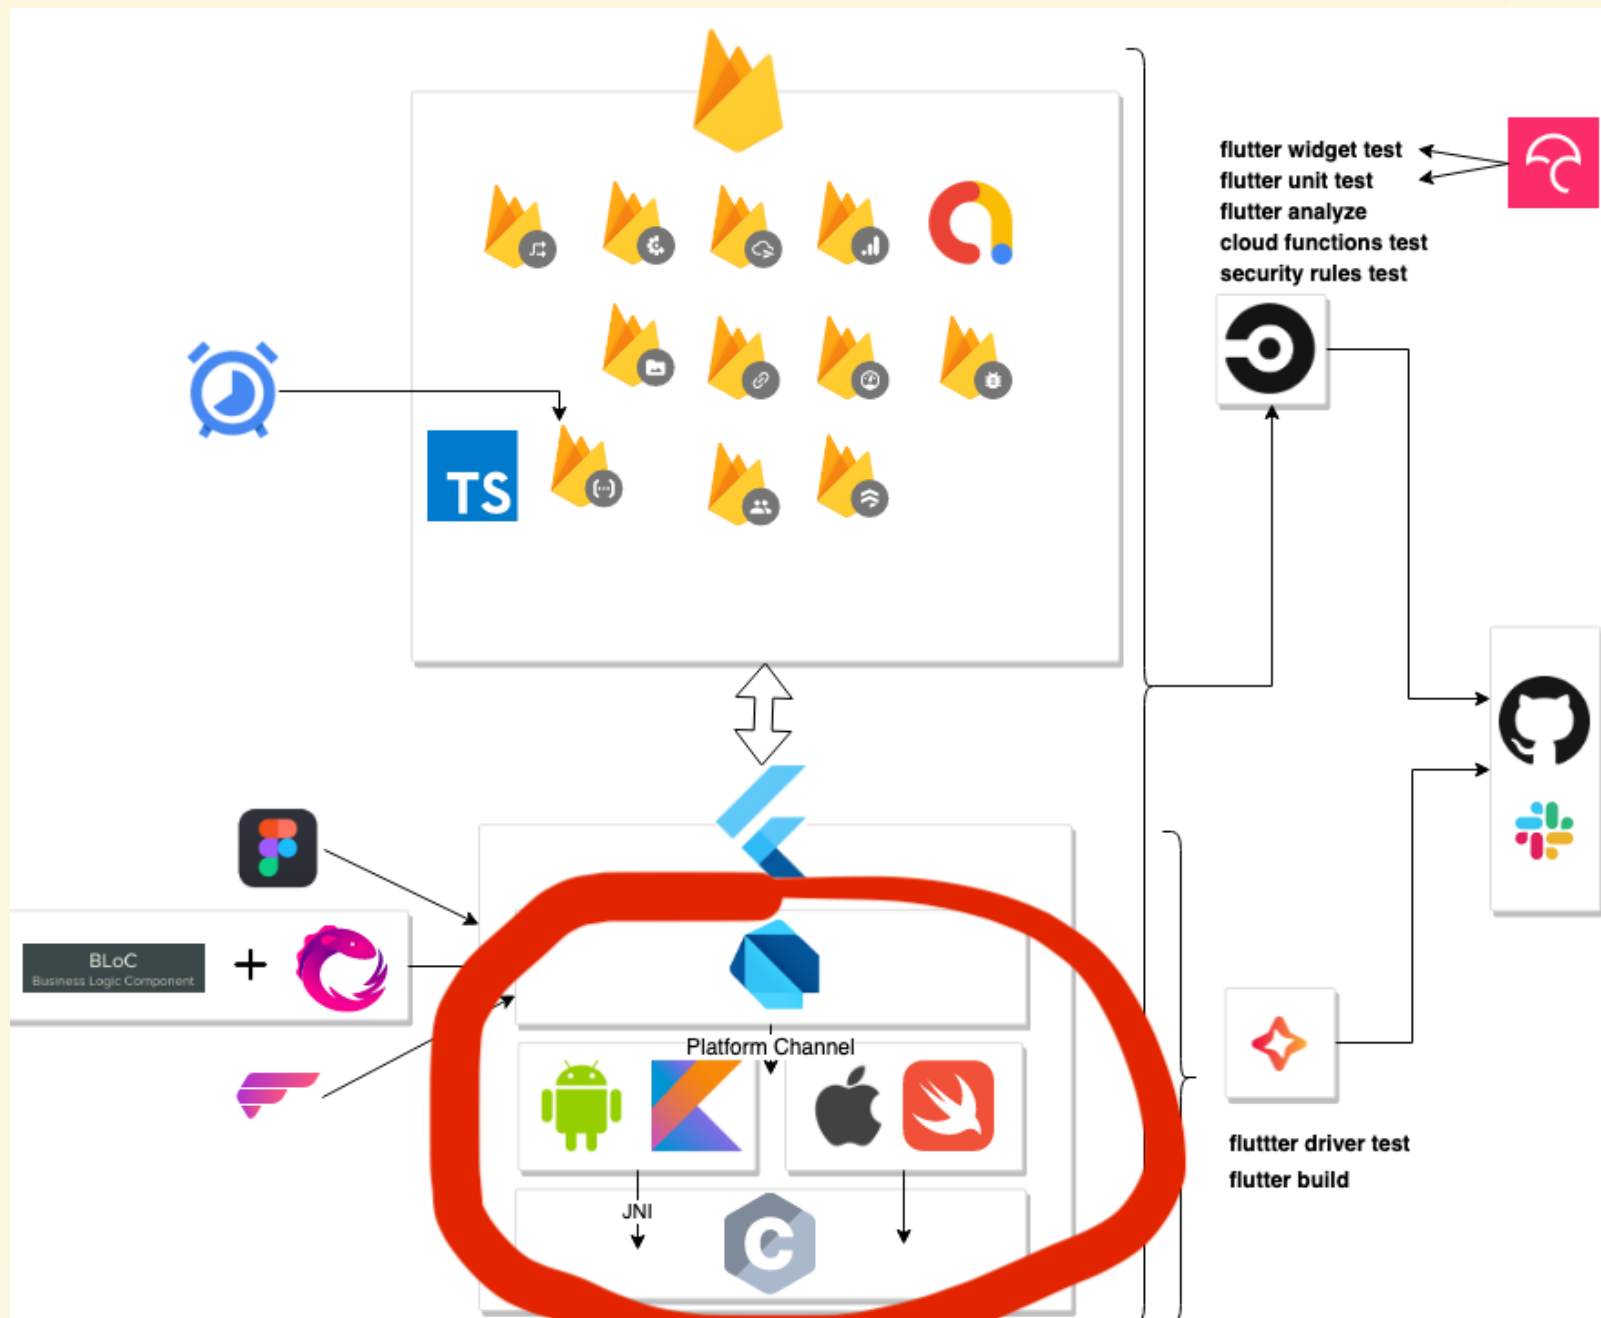 flutter widget test
flutter unit test
flutter analyze
cloud functions test
security rules test
TS
BLoC
Business Logic Component
+
Platform Channel
JNI
C
fluttter driver test
flutter build